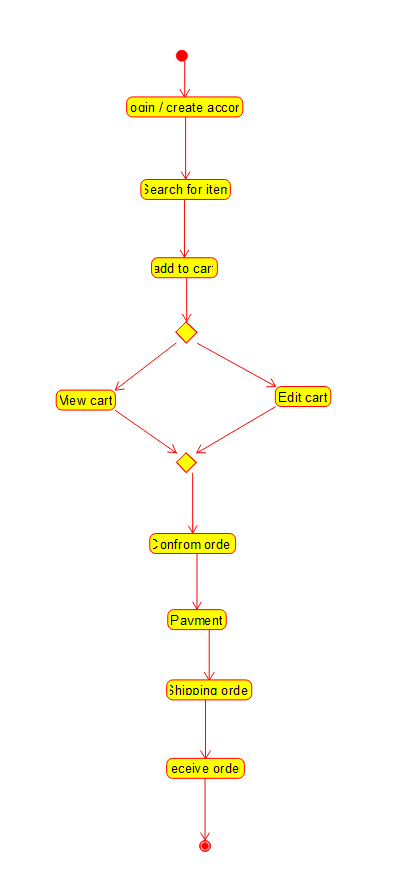 ogin / create accor
Search for item
add to cart
View cart
Edit cart
Confrom orde
Payment
Shipping orde
eceive orde